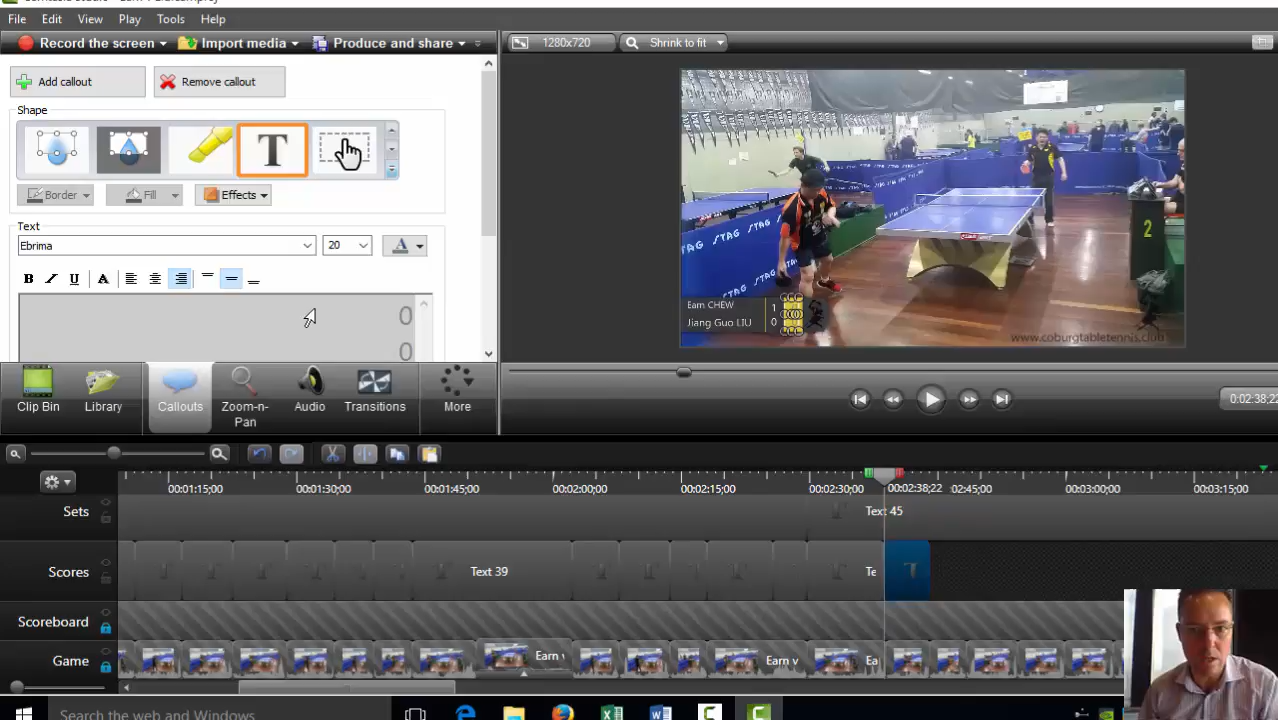 File Edit View Play Tools Help
Record the screen Import media Produce and share 1280x720 Shrink to fit
Add callout Remove callout
Shape
T
Border Fill Effects
Text
Ebrima 20 A
B I U A
0
0
STAG STAG STAG STAG
2
Earn CHEW 1
Jiang Guo LIU 0
www.coburgtabletennis.club
Clip Bin Library Callouts Zoom-n-Pan Audio Transitions More
0:02:38;22
00:01:15;00 00:01:30;00 00:01:45;00 00:02:00;00 00:02:15;00 00:02:30;00 00:02:38;22 02:45;00 00:03:00;00 00:03:15;00
Sets Text 45
Scores Text 39 Te
Scoreboard
Game Earn v Earn v Ea
Search the web and Windows